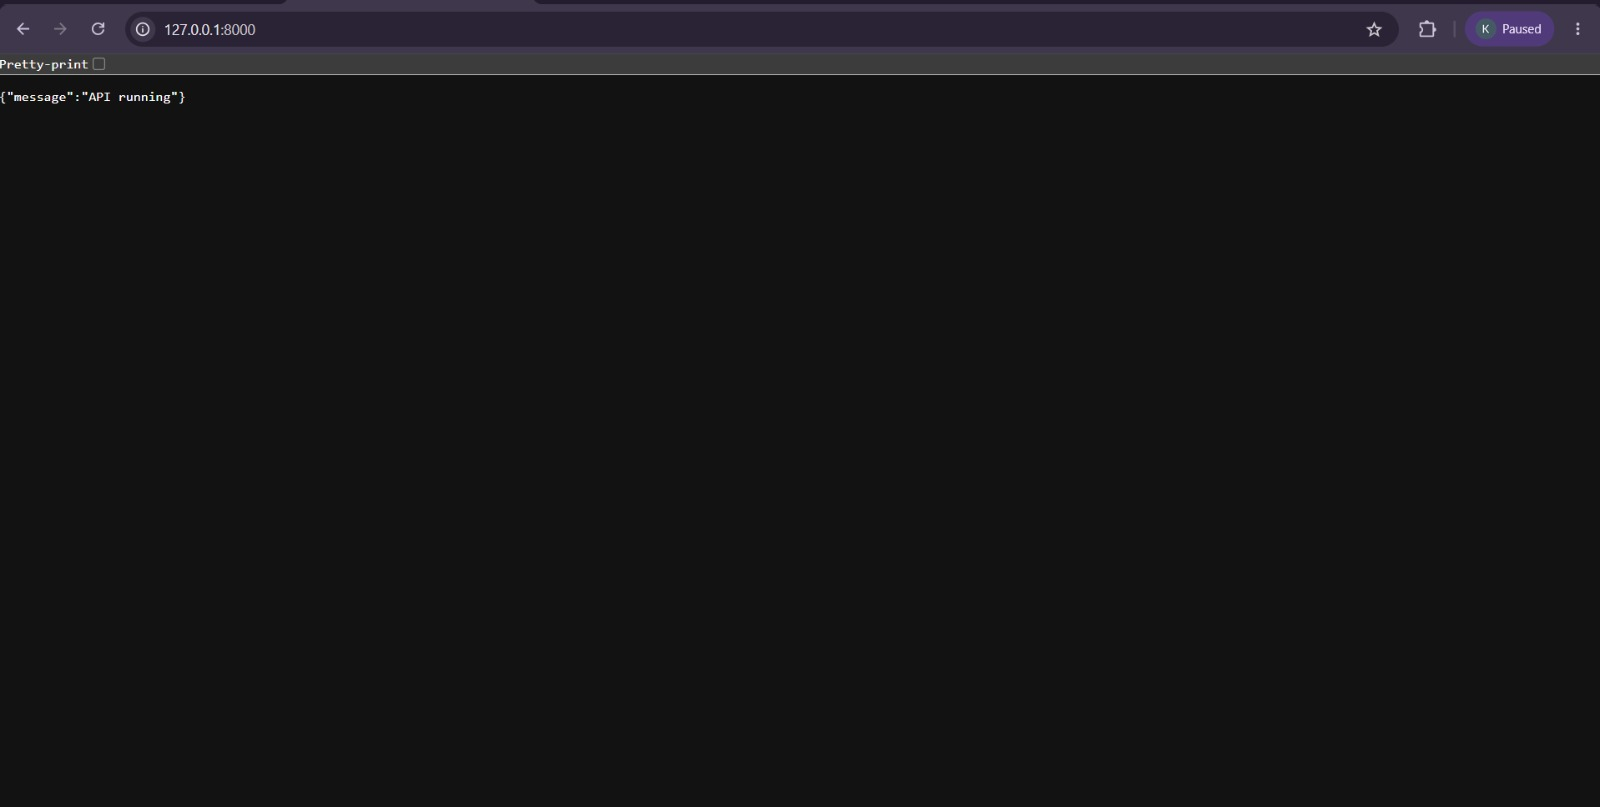 127.0.0.1:8000
K Paused
Pretty-print
{"message":"API running"}